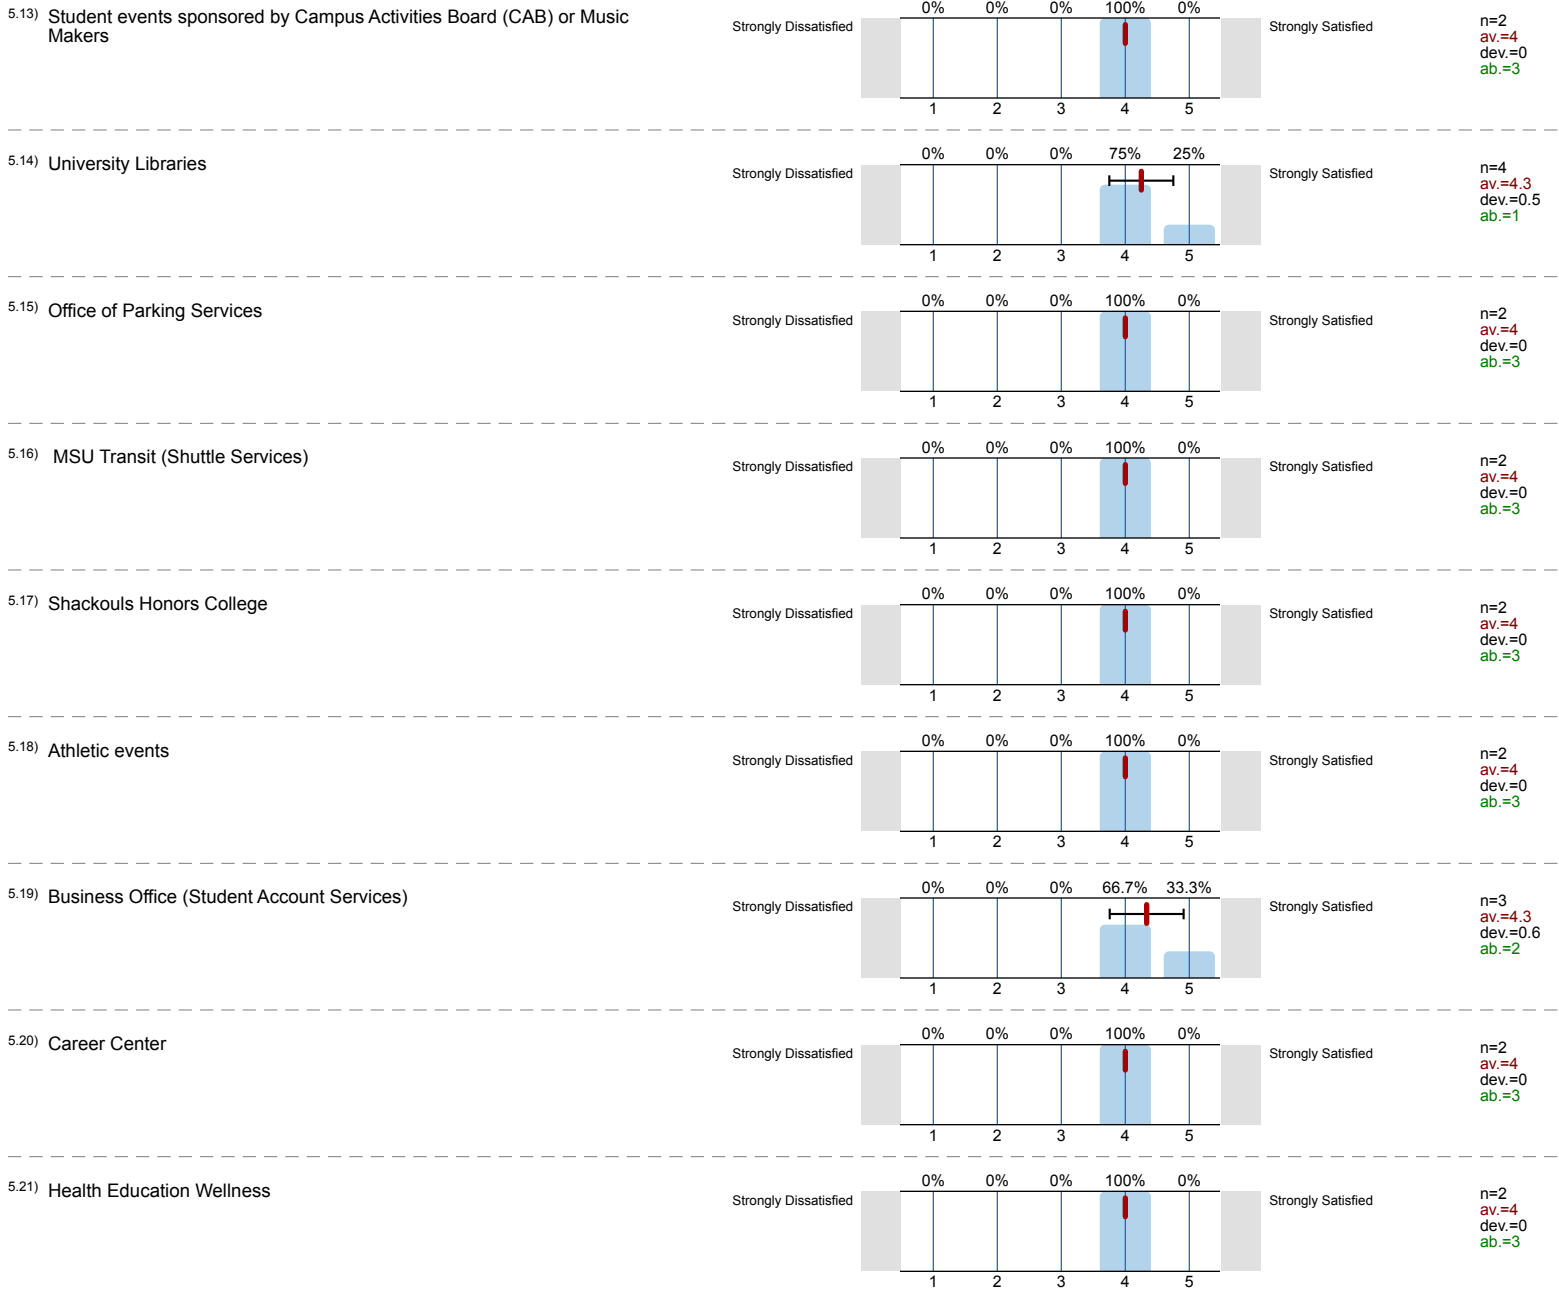 5.13) Student events sponsored by Campus Activities Board (CAB) or Music
Makers
Strongly Dissatisfied
0% 0% 0% 100% 0%
1 2 3 4 5
Strongly Satisfied
n=2
av.=4
dev.=0
ab.=3
5.14) University Libraries
Strongly Dissatisfied
0% 0% 0% 75% 25%
1 2 3 4 5
Strongly Satisfied
n=4
av.=4.3
dev.=0.5
ab.=1
5.15) Office of Parking Services
Strongly Dissatisfied
0% 0% 0% 100% 0%
1 2 3 4 5
Strongly Satisfied
n=2
av.=4
dev.=0
ab.=3
5.16) MSU Transit (Shuttle Services)
Strongly Dissatisfied
0% 0% 0% 100% 0%
1 2 3 4 5
Strongly Satisfied
n=2
av.=4
dev.=0
ab.=3
5.17) Shackouls Honors College
Strongly Dissatisfied
0% 0% 0% 100% 0%
1 2 3 4 5
Strongly Satisfied
n=2
av.=4
dev.=0
ab.=3
5.18) Athletic events
Strongly Dissatisfied
0% 0% 0% 100% 0%
1 2 3 4 5
Strongly Satisfied
n=2
av.=4
dev.=0
ab.=3
5.19) Business Office (Student Account Services)
Strongly Dissatisfied
0% 0% 0% 66.7% 33.3%
1 2 3 4 5
Strongly Satisfied
n=3
av.=4.3
dev.=0.6
ab.=2
5.20) Career Center
Strongly Dissatisfied
0% 0% 0% 100% 0%
1 2 3 4 5
Strongly Satisfied
n=2
av.=4
dev.=0
ab.=3
5.21) Health Education Wellness
Strongly Dissatisfied
0% 0% 0% 100% 0%
1 2 3 4 5
Strongly Satisfied
n=2
av.=4
dev.=0
ab.=3